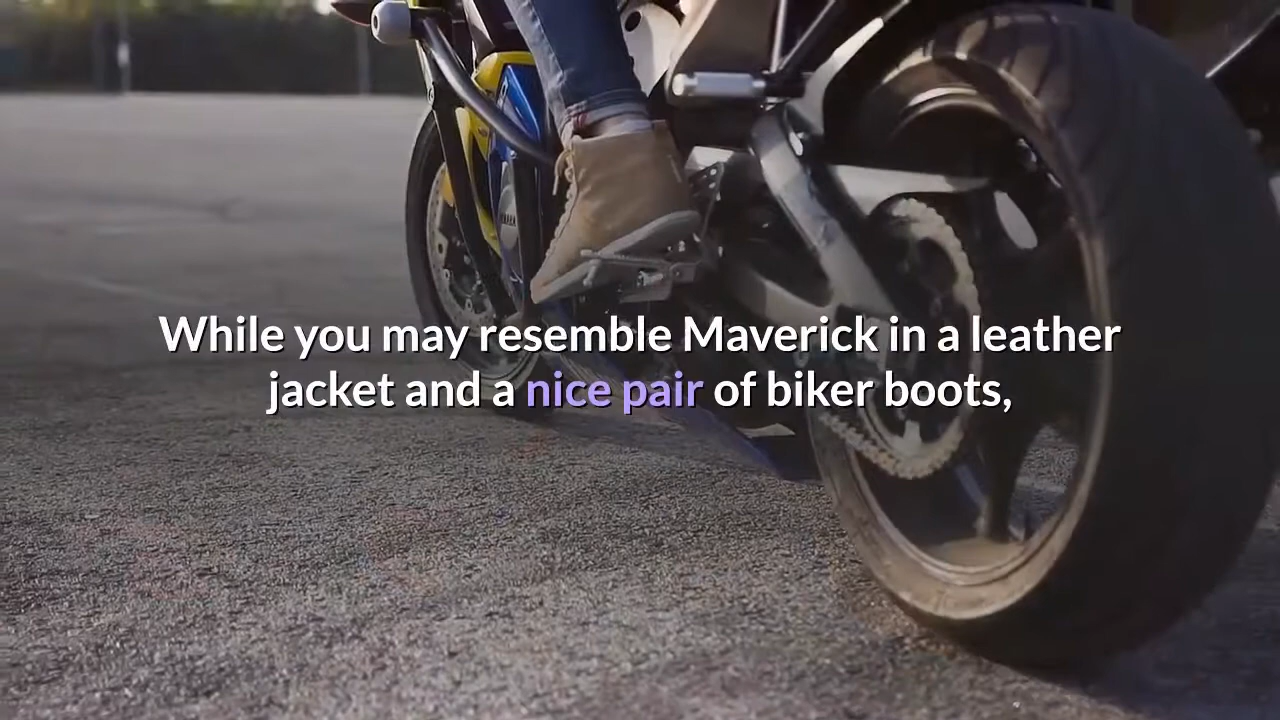 While you may resemble Maverick in a leather
jacket and a nice pair of biker boots,